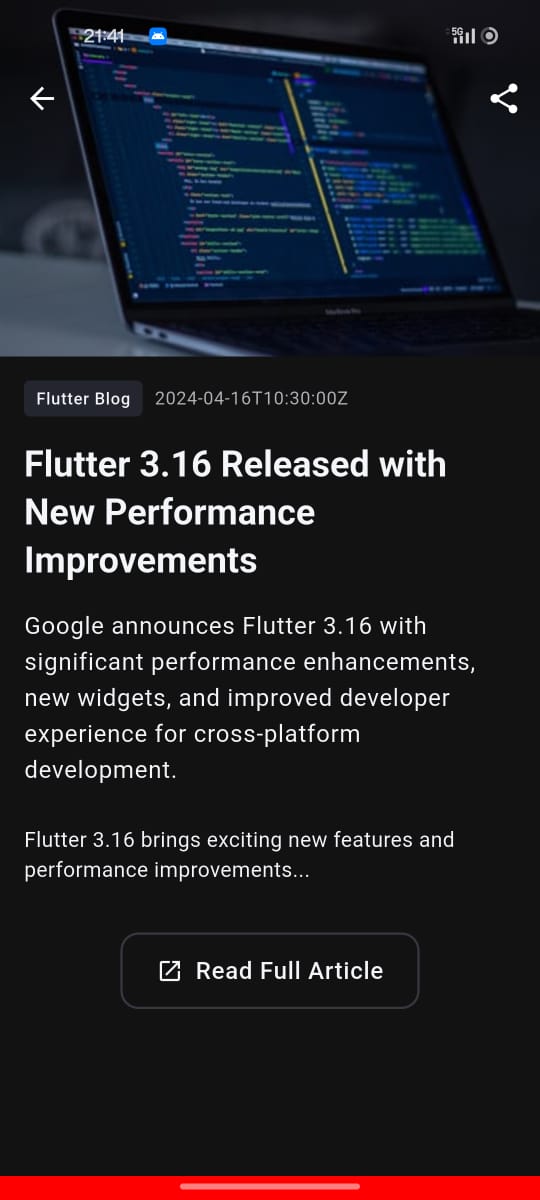 21:41
5G
Flutter Blog 2024-04-16T10:30:00Z
Flutter 3.16 Released with
New Performance
Improvements
Google announces Flutter 3.16 with
significant performance enhancements,
new widgets, and improved developer
experience for cross-platform
development.
Flutter 3.16 brings exciting new features and
performance improvements...
Read Full Article